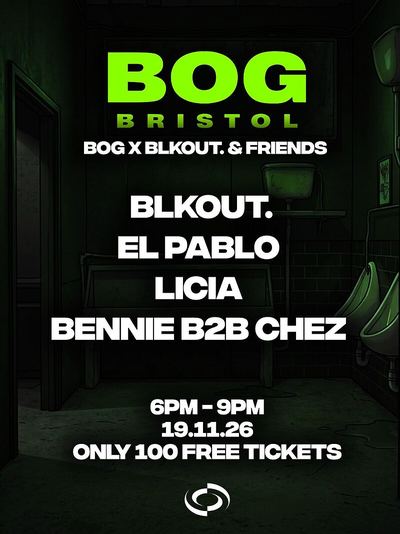 BOG
BRISTOL
BOG X BLKOUT. & FRIENDS
BLKOUT.
EL PABLO
LICIA
BENNIE B2B CHEZ
6PM - 9PM
19.11.26
ONLY 100 FREE TICKETS